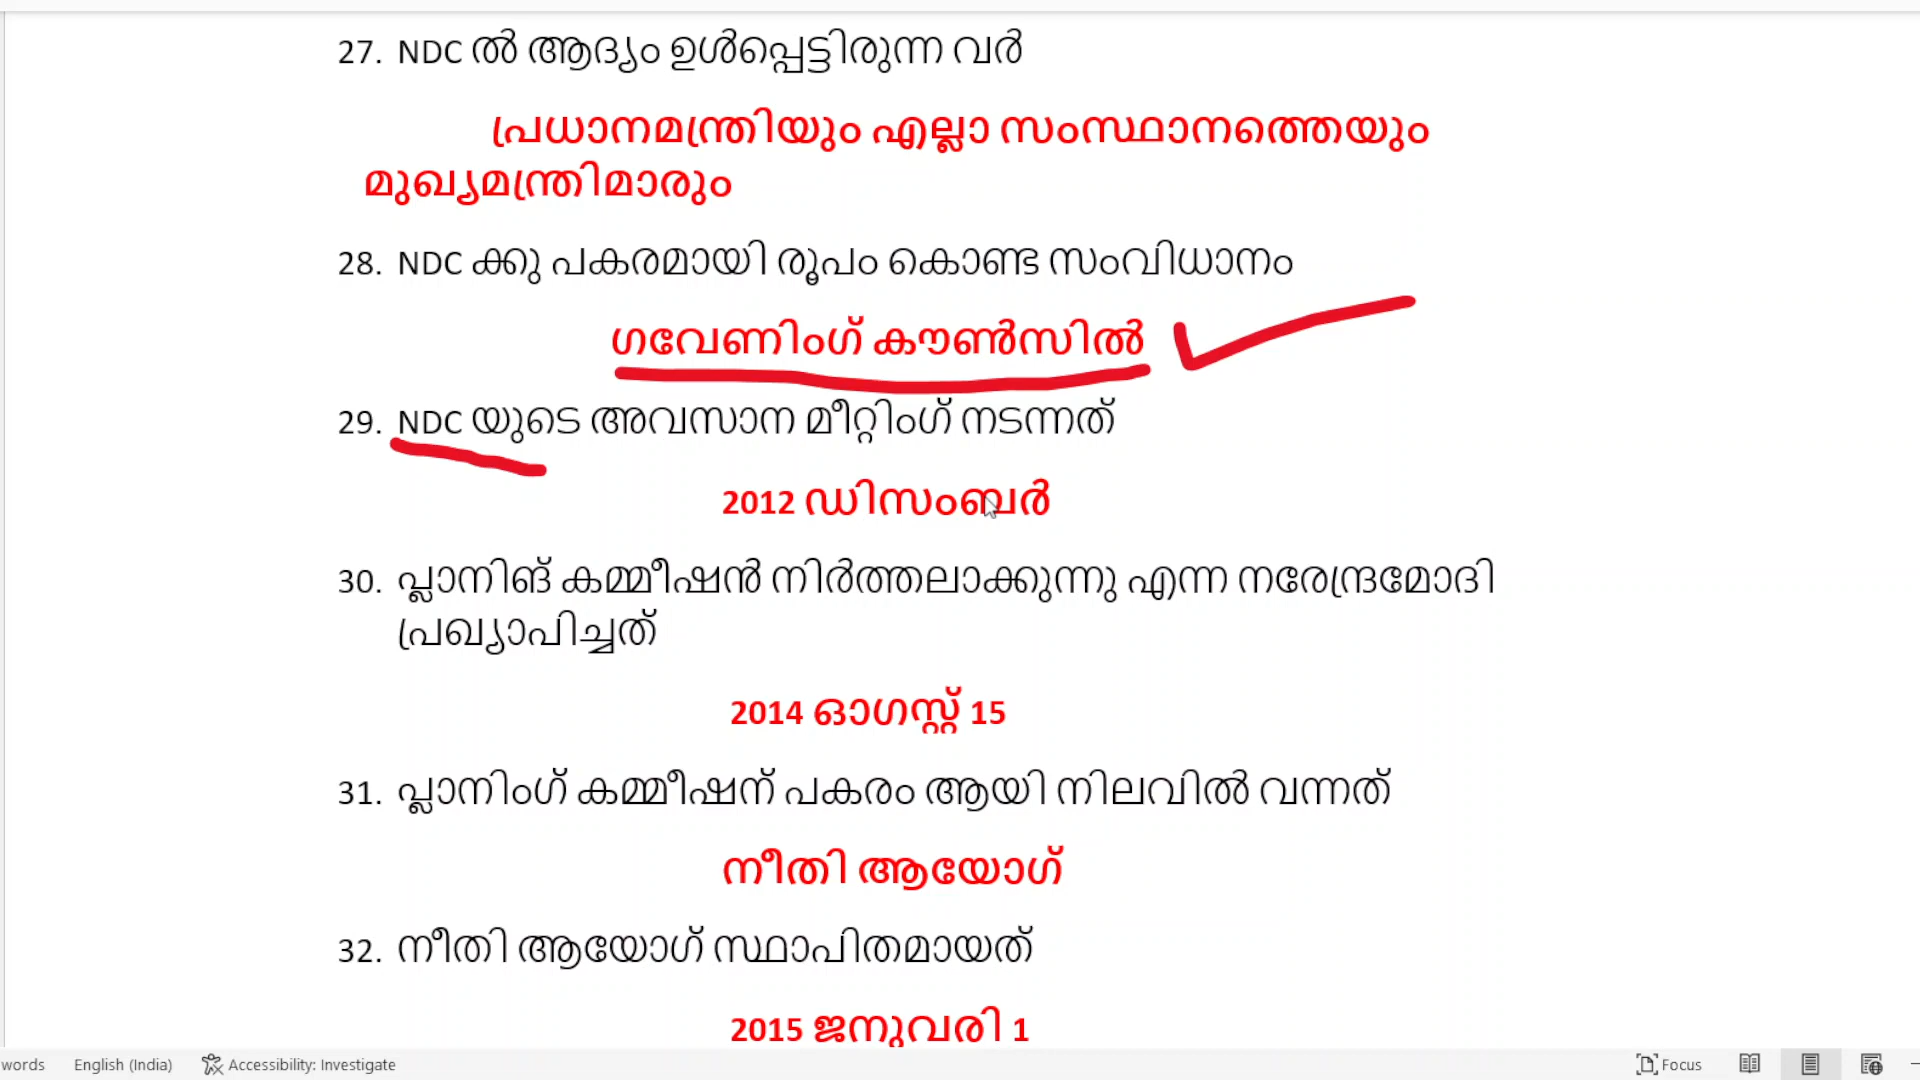 27. NDC ൽ ആദ്യം ഉൾപ്പെട്ടിരുന്ന വർ
പ്രധാനമന്ത്രിയും എല്ലാ സംസ്ഥാനത്തെയും
മുഖ്യമന്ത്രിമാരും
28. NDC ക്കു പകരമായി രൂപം കൊണ്ട സംവിധാനം
ഗവേണിംഗ് കൗൺസിൽ
29. NDC യുടെ അവസാന മീറ്റിംഗ് നടന്നത്
2012 ഡിസംബർ
30. പ്ലാനിങ് കമ്മീഷൻ നിർത്തലാക്കുന്നു എന്ന നരേന്ദ്രമോദി
പ്രഖ്യാപിച്ചത്
2014 ഓഗസ്റ്റ് 15
31. പ്ലാനിംഗ് കമ്മീഷന് പകരം ആയി നിലവിൽ വന്നത്
നീതി ആയോഗ്
32. നീതി ആയോഗ് സ്ഥാപിതമായത്
2015 ജനുവരി 1
words English (India) Accessibility: Investigate Focus